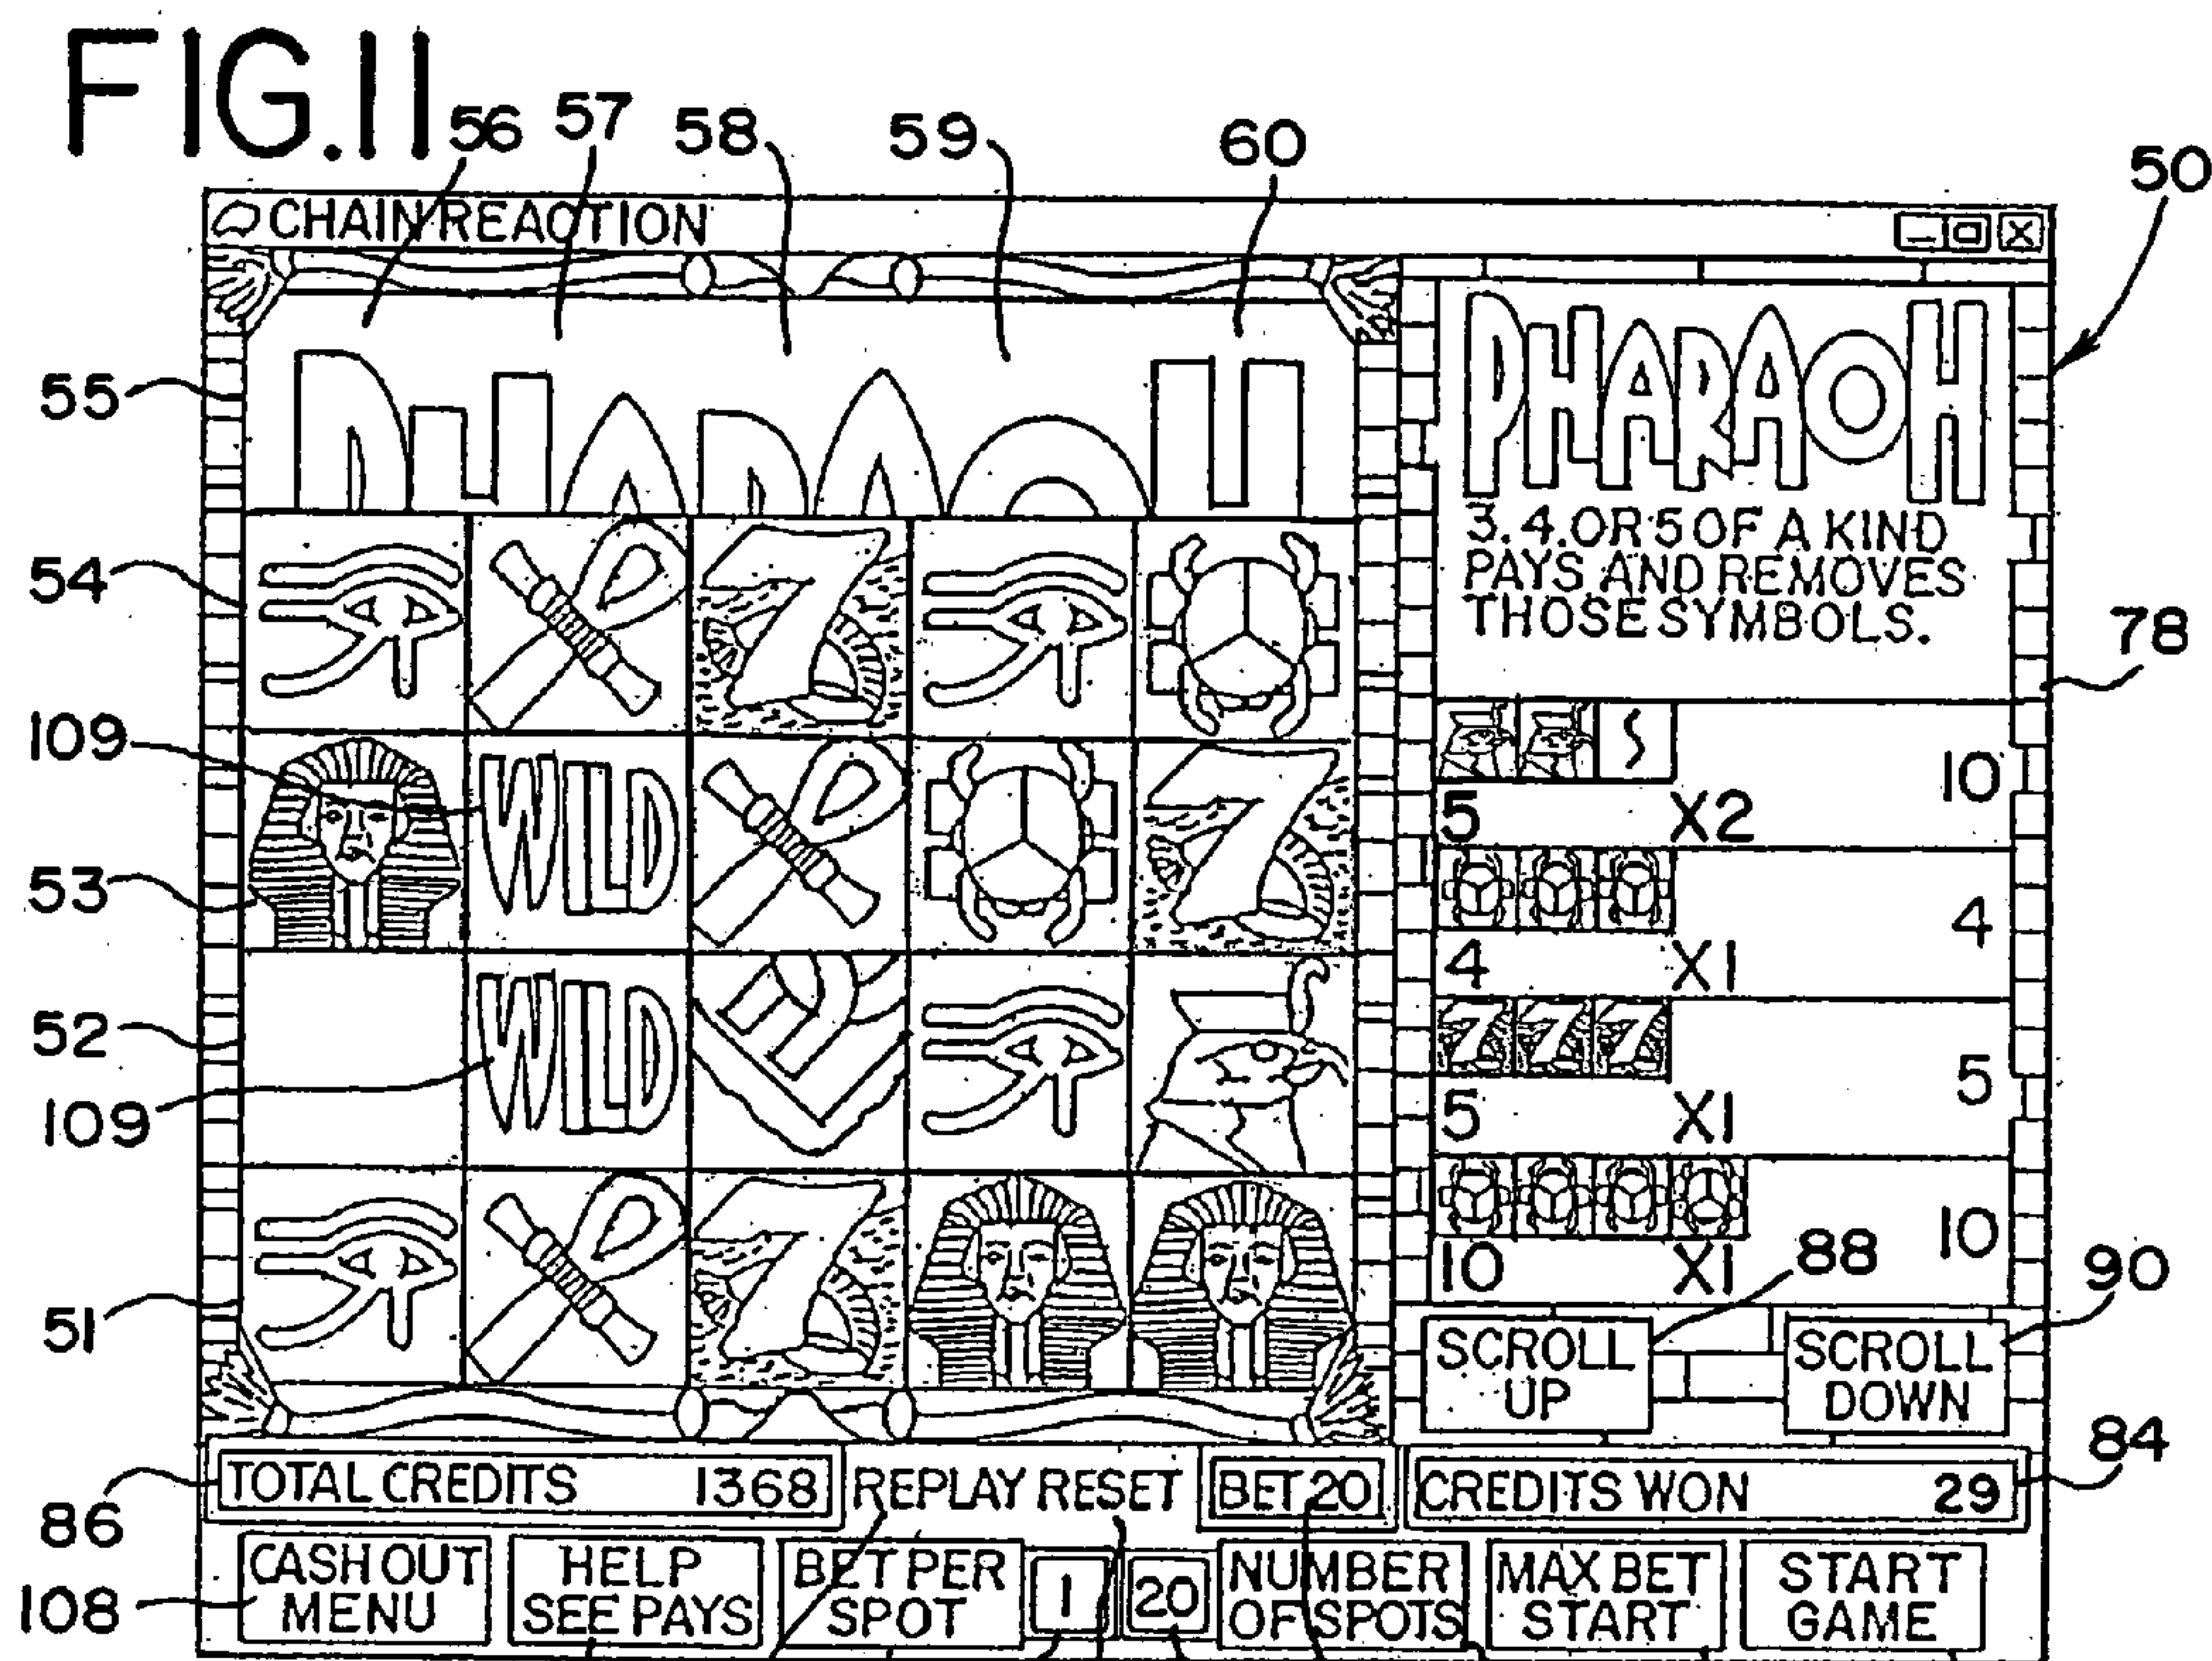 FIG.11
56 57 58 59 60
50
CHAIN REACTION
PHARAOH
PHARAOH
3.4.OR 5 OF A KIND
PAYS AND REMOVES
THOSE SYMBOLS.
55
54
78
109
10
5 X2
WILD
53
4
4 X1
52
WILD
5
109
5 X1
10
10 X1
88
90
51
SCROLL
UP
SCROLL
DOWN
84
TOTAL CREDITS 1368
REPLAY RESET
BET 20
CREDITS WON 29
86
CASH OUT
MENU
HELP
SEE PAYS
BET PER
SPOT
1
20
NUMBER
OF SPOTS
MAX BET
START
START
GAME
108